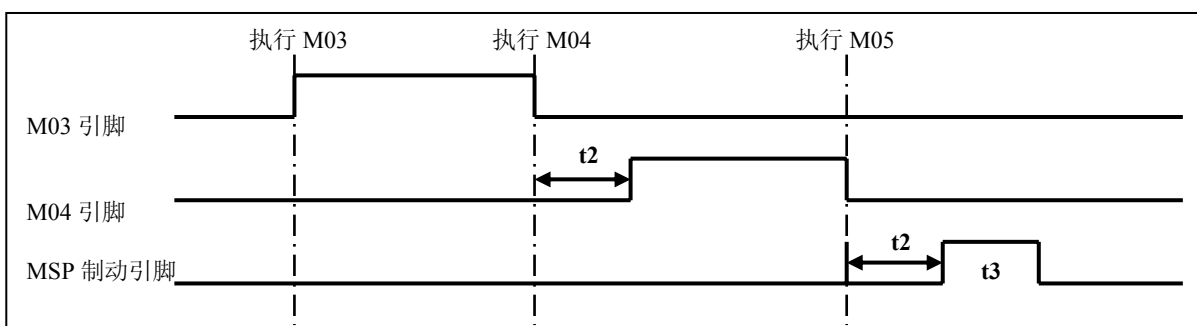 执行 M03 执行 M04 执行 M05
M03 引脚
t2
M04 引脚
t2
MSP 制动引脚
t3